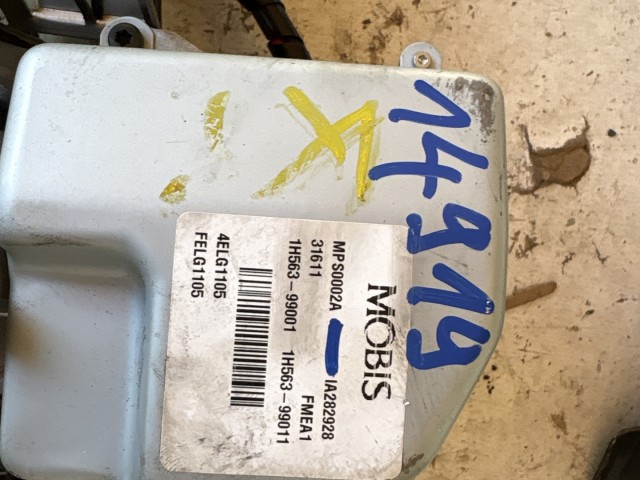 14919
MOBIS
MPS0002A IA282928
31611 FMEA1
1H563-99001 1H563-99011
4ELG1105
FELG1105